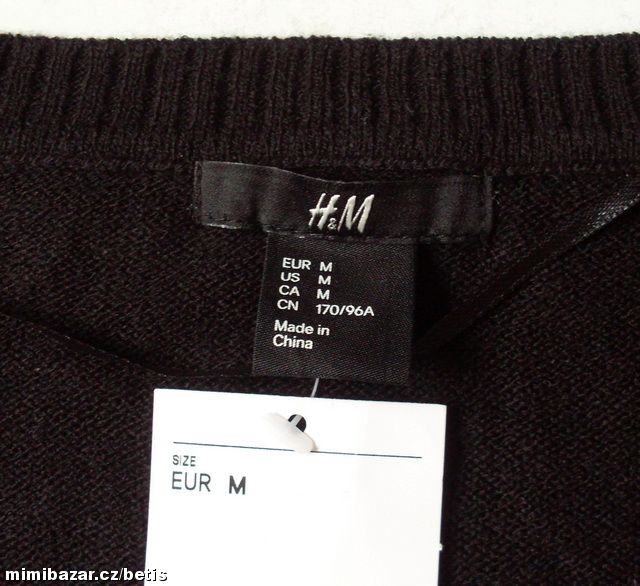 H&M
EUR M
US M
CA M
CN 170/96A
Made in
China
SIZE
EUR M
mimibazar.cz/betis